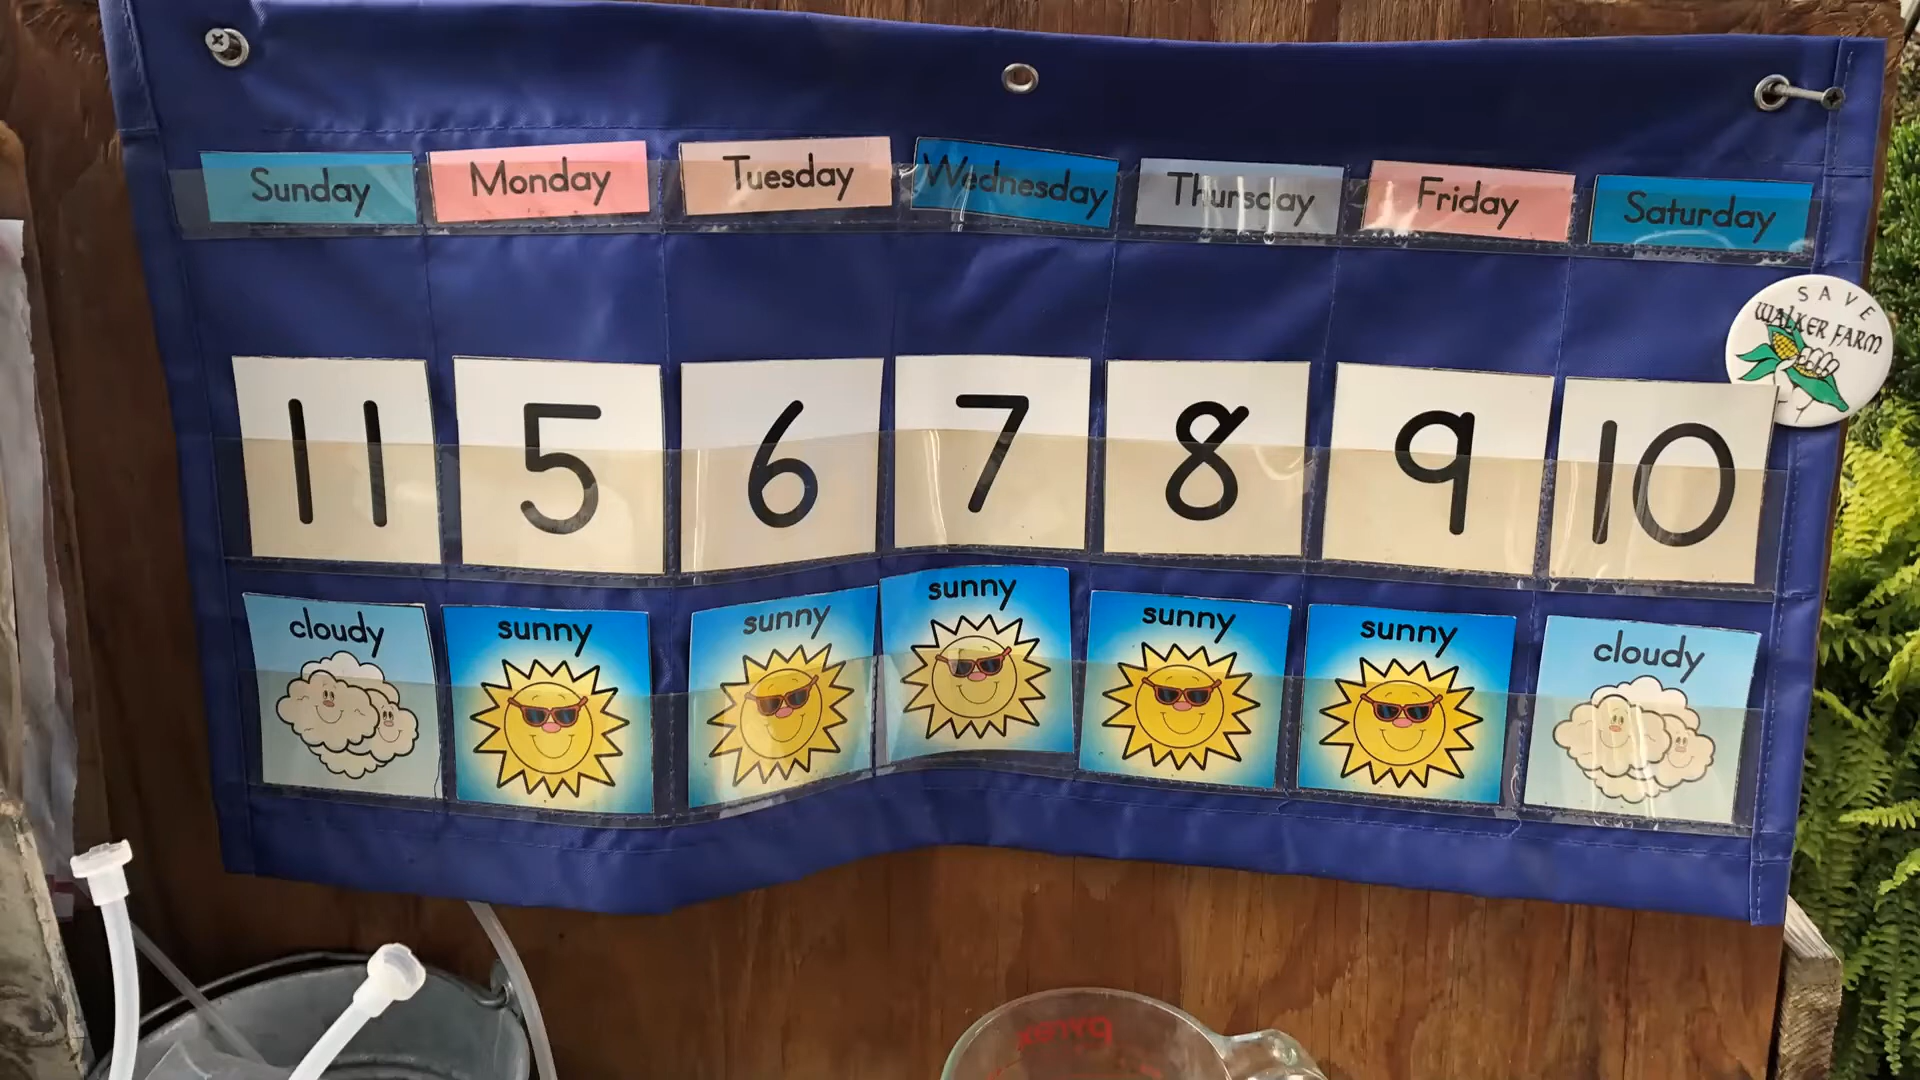 Sunday Monday Tuesday Wednesday Thursday Friday Saturday
SAVE
WALKER FARM
11 5 6 7 8 9 10
cloudy sunny sunny sunny sunny sunny cloudy